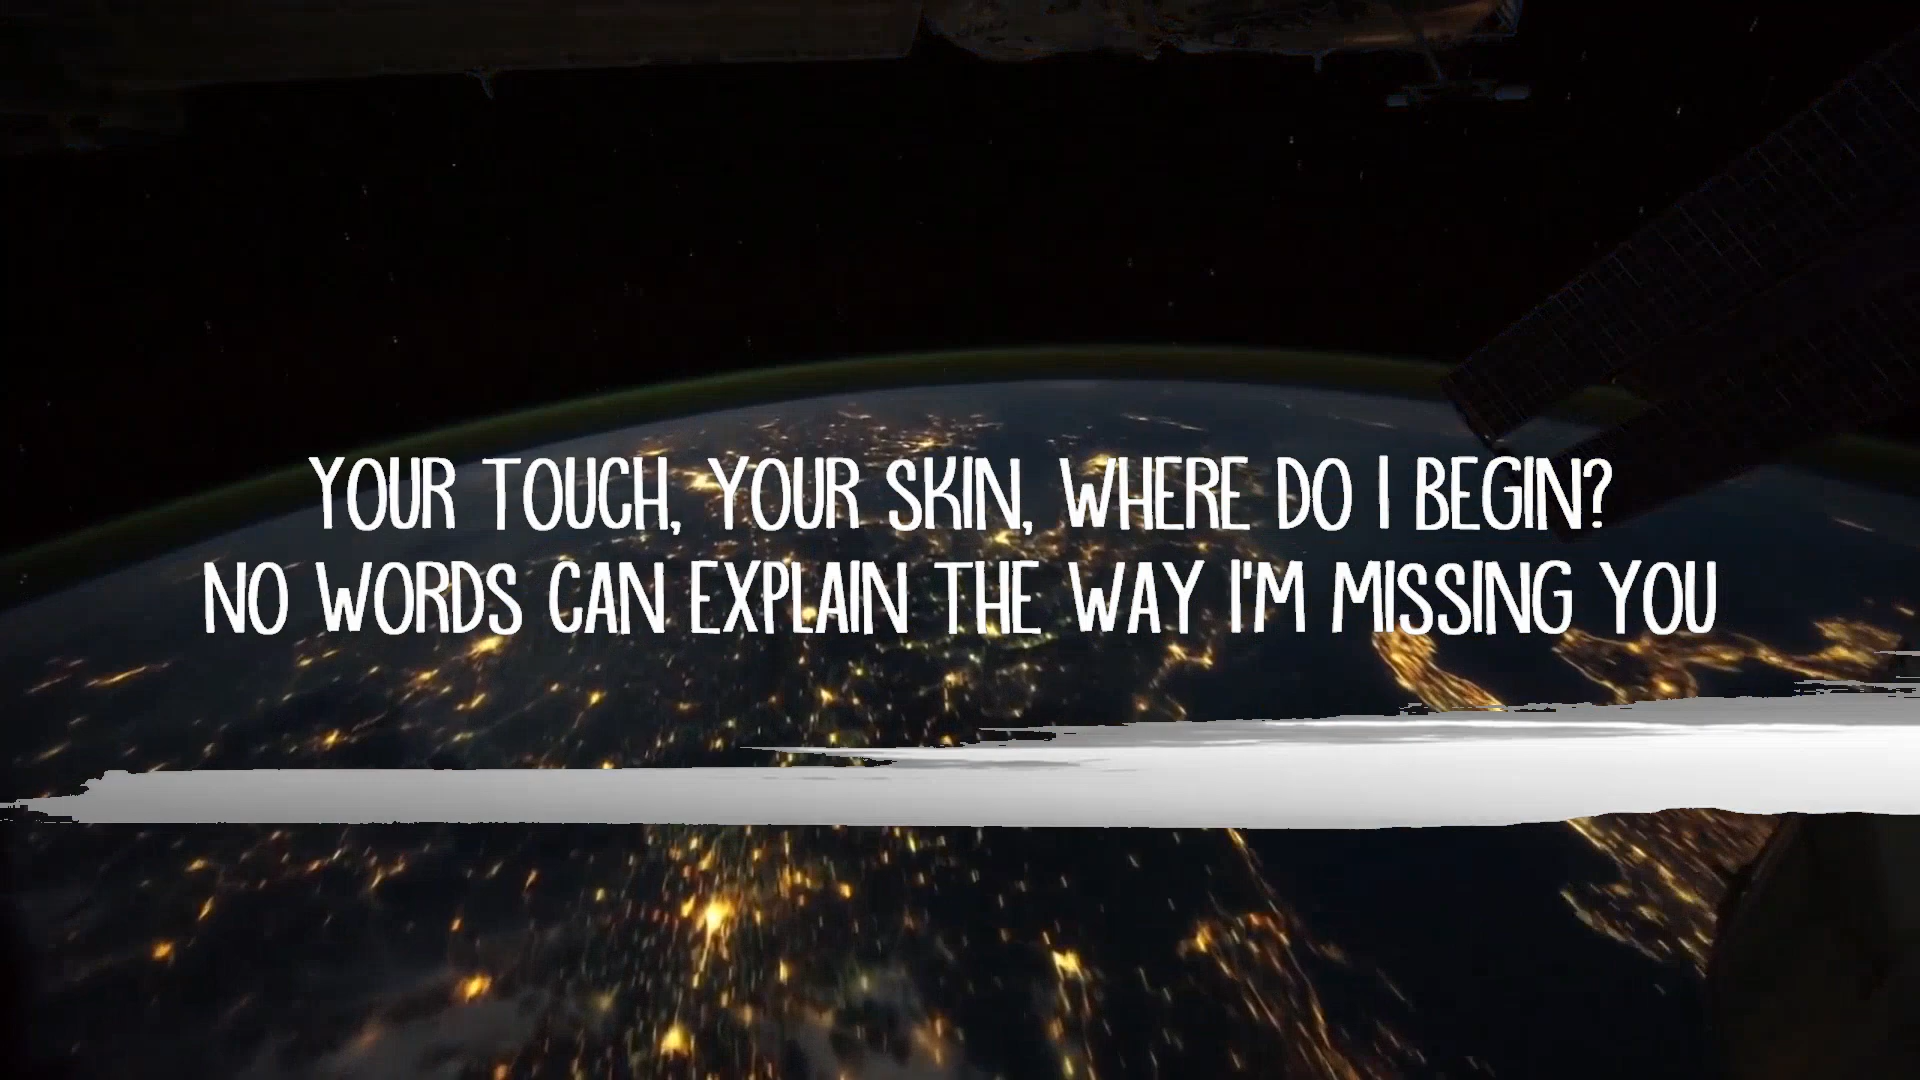 YOUR TOUCH, YOUR SKIN, WHERE DO I BEGIN?
NO WORDS CAN EXPLAIN THE WAY I'M MISSING YOU